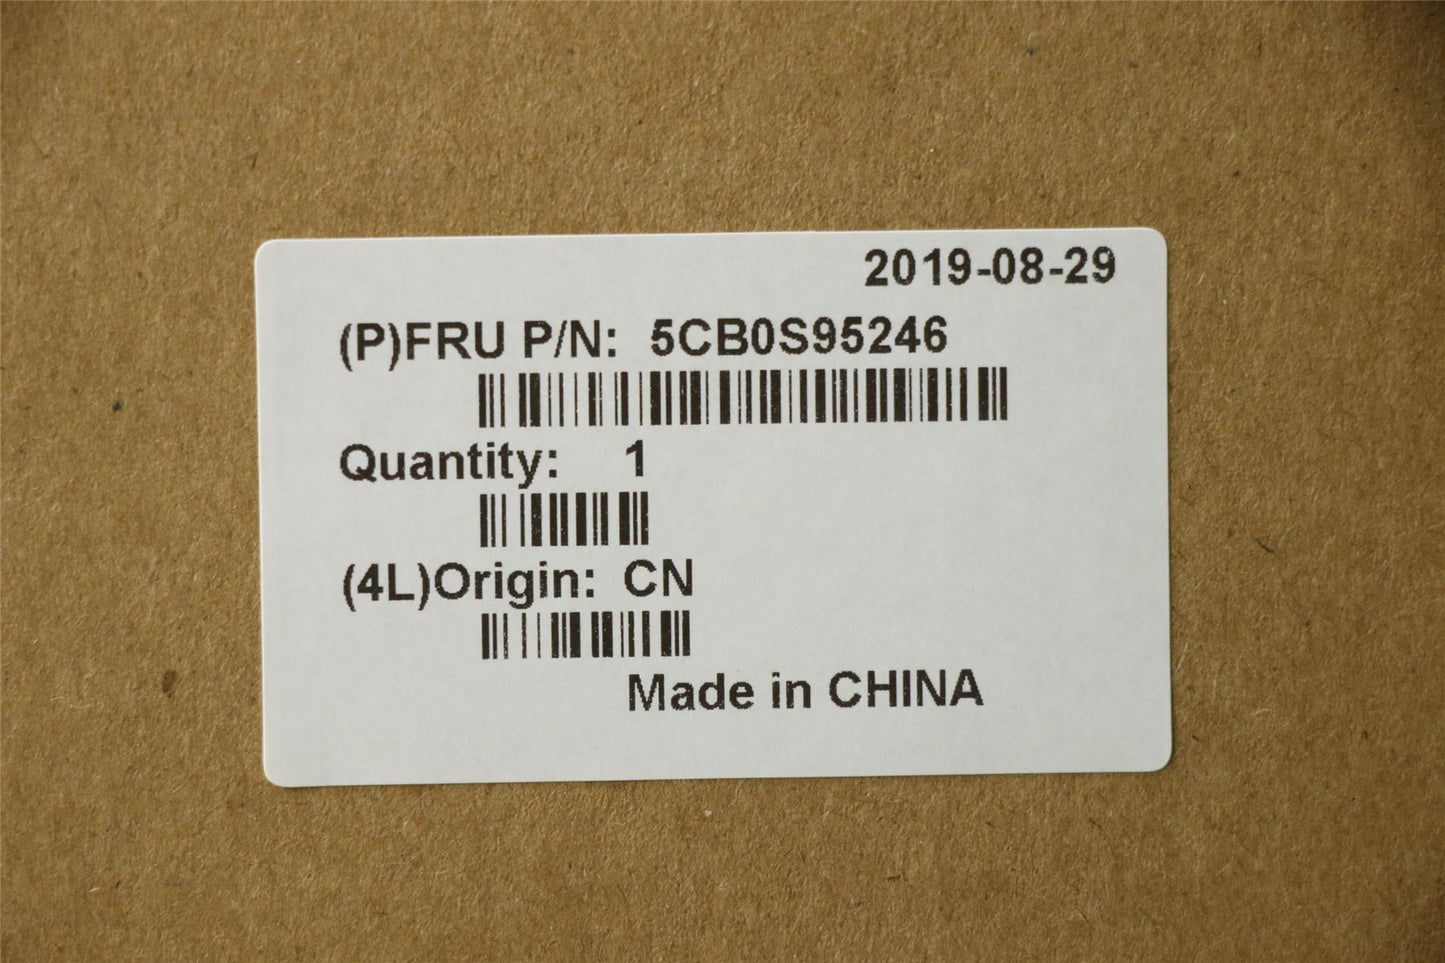 2019-08-29
(P)FRU P/N: 5CB0S95246
Quantity: 1
(4L)Origin: CN
Made in CHINA